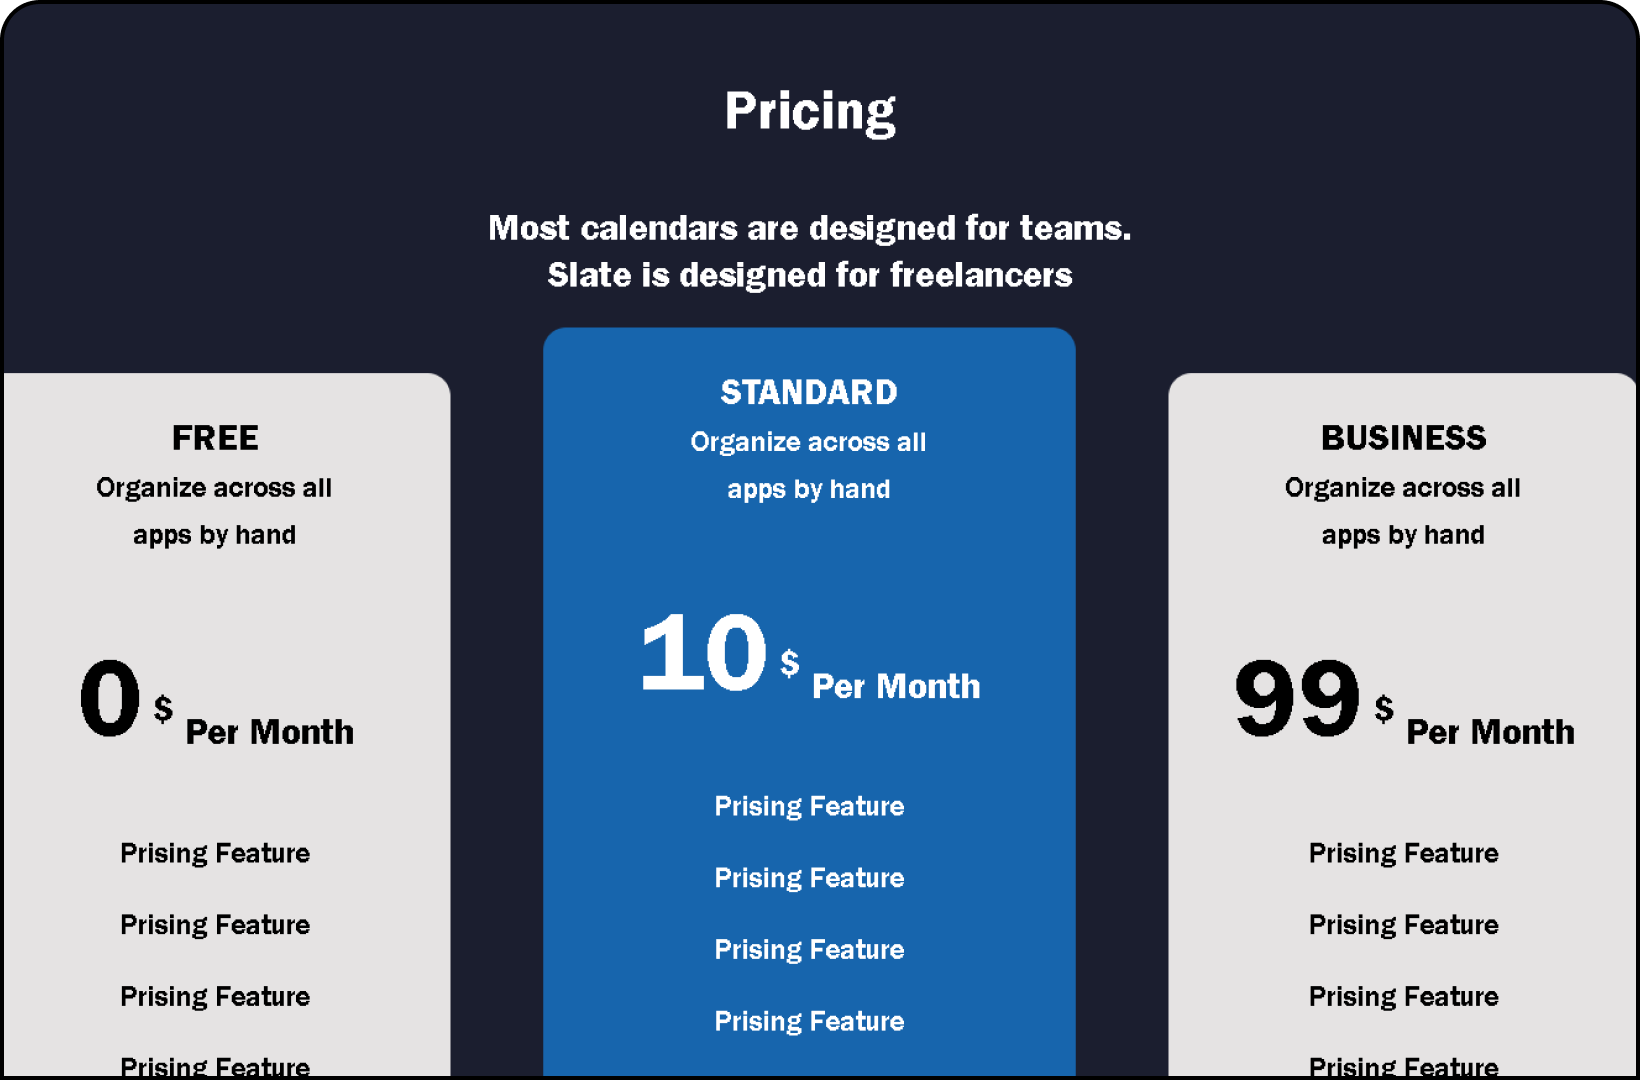 Pricing
Most calendars are designed for teams.
Slate is designed for freelancers
FREE
Organize across all
apps by hand
0 $ Per Month
Prising Feature
Prising Feature
Prising Feature
Prising Feature
STANDARD
Organize across all
apps by hand
10 $ Per Month
Prising Feature
Prising Feature
Prising Feature
Prising Feature
BUSINESS
Organize across all
apps by hand
99 $ Per Month
Prising Feature
Prising Feature
Prising Feature
Prising Feature